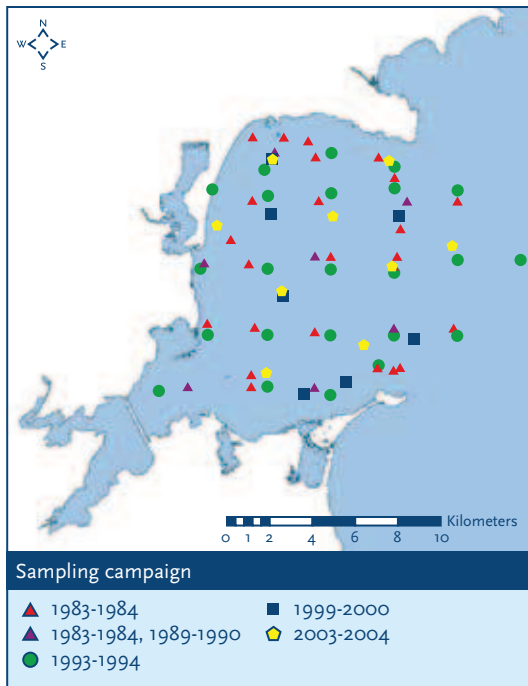 N
W E
S
Kilometers
0 1 2 4 6 8 10
Sampling campaign
1983-1984
1983-1984, 1989-1990
1993-1994
1999-2000
2003-2004